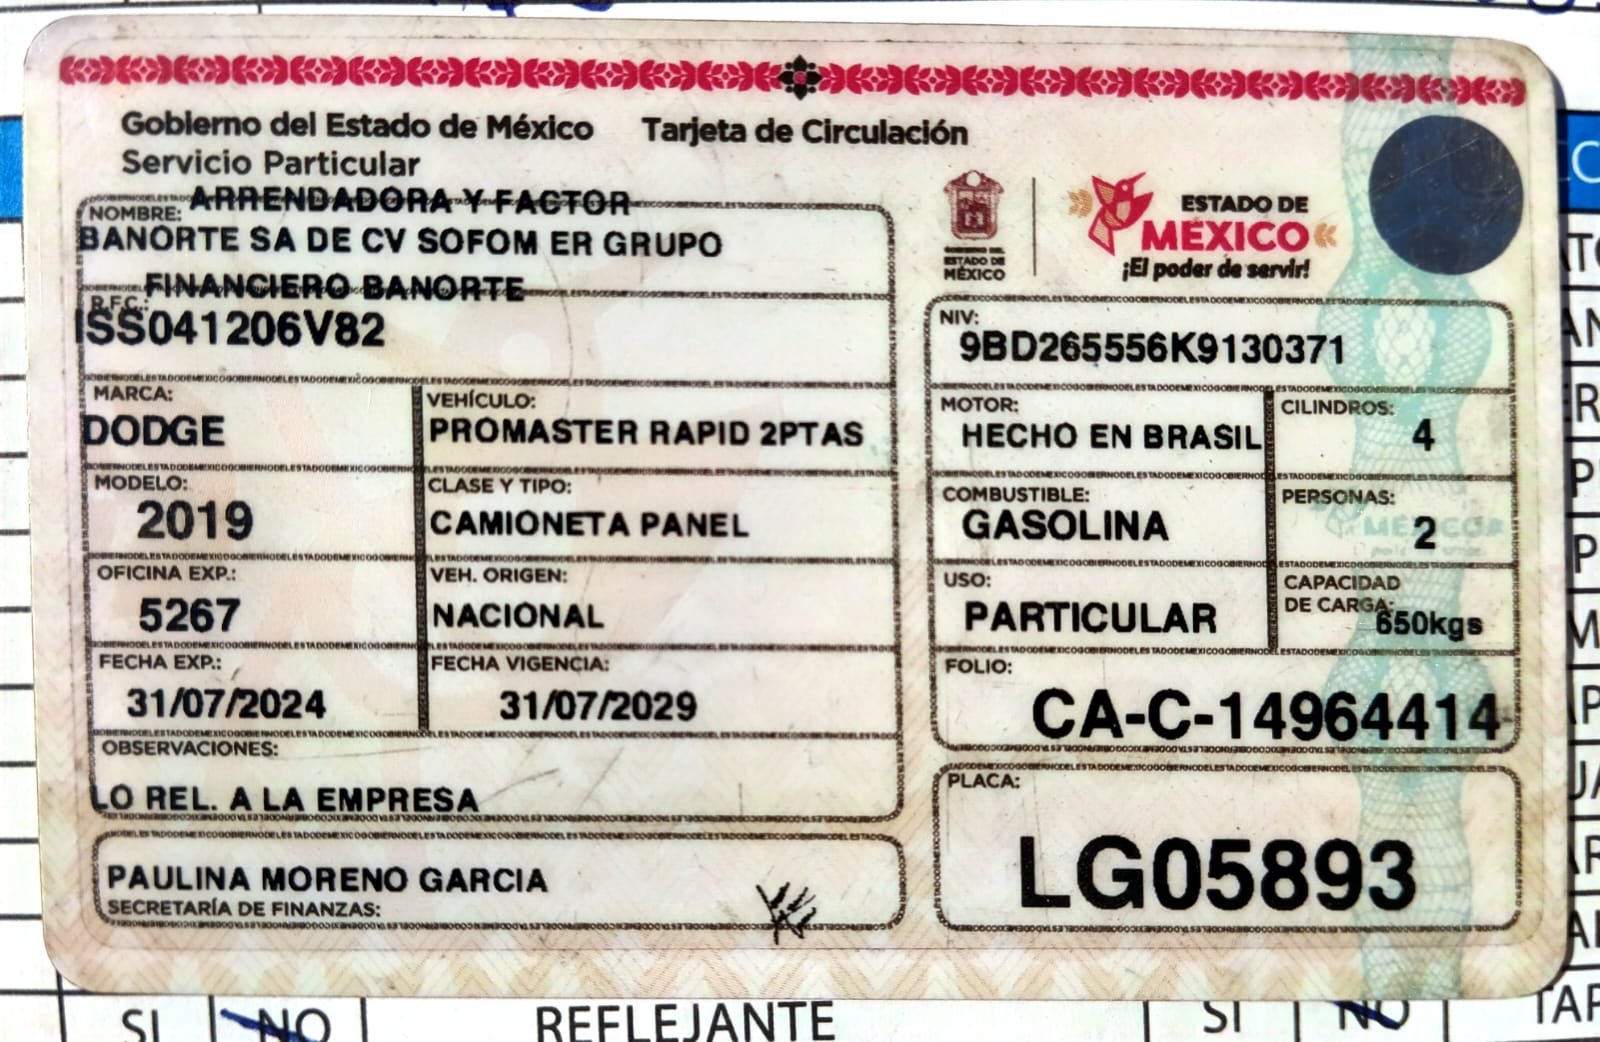 Gobierno del Estado de México Tarjeta de Circulación
Servicio Particular
NOMBRE: ARRENDADORA Y FACTOR
BANORTE SA DE CV SOFOM ER GRUPO
FINANCIERO BANORTE
R.F.C.:
ISS041206V82
MARCA:
DODGE
VEHÍCULO:
PROMASTER RAPID 2PTAS
MODELO:
2019
CLASE Y TIPO:
CAMIONETA PANEL
OFICINA EXP.:
5267
VEH. ORIGEN:
NACIONAL
FECHA EXP.:
31/07/2024
FECHA VIGENCIA:
31/07/2029
OBSERVACIONES:
LO REL. A LA EMPRESA
PAULINA MORENO GARCIA
SECRETARÍA DE FINANZAS:
GOBIERNO DEL
ESTADO DE
MÉXICO
ESTADO DE
MÉXICO
¡El poder de servir!
NIV:
9BD265556K9130371
MOTOR:
HECHO EN BRASIL
CILINDROS:
4
COMBUSTIBLE:
GASOLINA
PERSONAS:
2
USO:
PARTICULAR
CAPACIDAD
DE CARGA:
650kgs
FOLIO:
CA-C-14964414
PLACA:
LG05893
SI NO REFLEJANTE SI NO